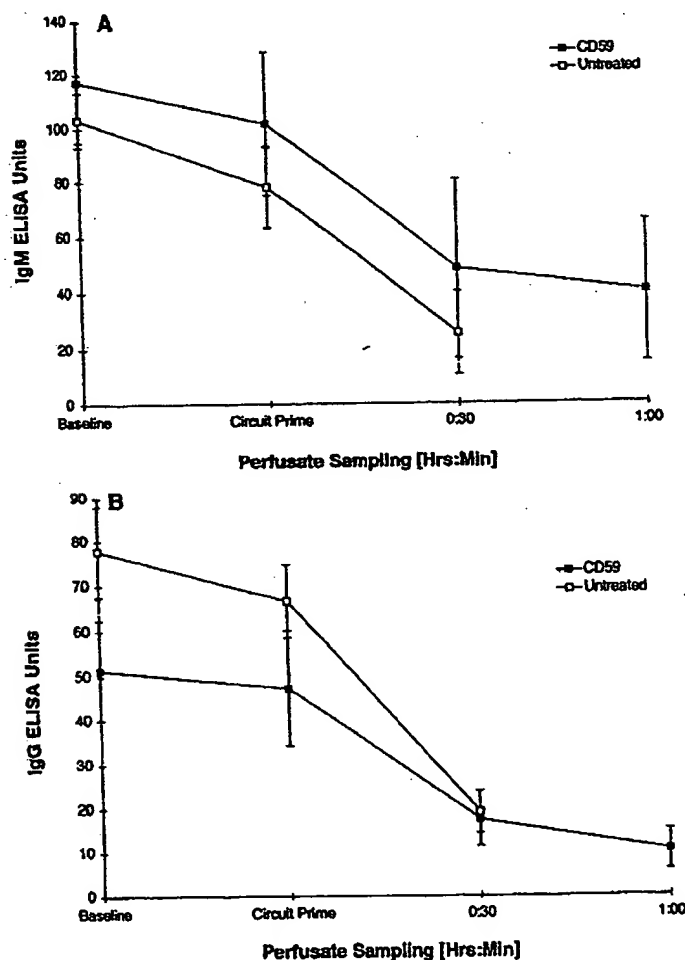 A
140
CD59
Untreated
120
100
80
60
40
20
0
IgM ELISA Units
Baseline
Circuit Prime
0:30
1:00
Perfusate Sampling [Hrs:Min]
B
90
CD59
Untreated
80
70
60
50
40
30
20
10
0
IgG ELISA Units
Baseline
Circuit Prime
0:30
1:00
Perfusate Sampling [Hrs:Min]